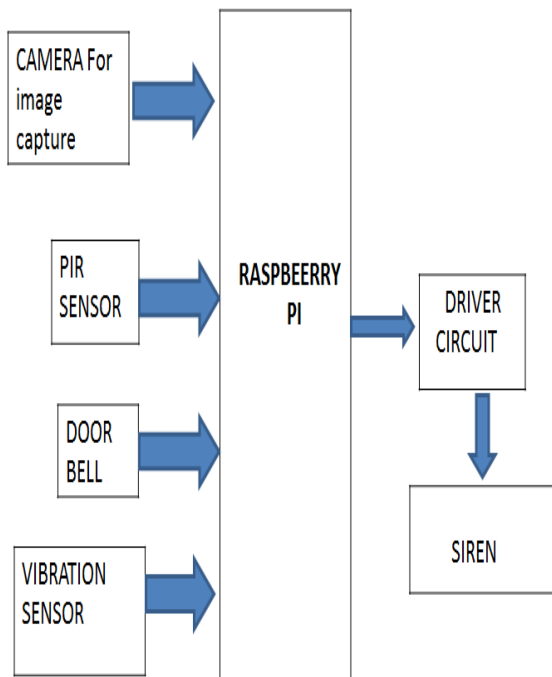 CAMERA For
image
capture
PIR
SENSOR
DOOR
BELL
VIBRATION
SENSOR
RASPBEERRY
PI
DRIVER
CIRCUIT
SIREN